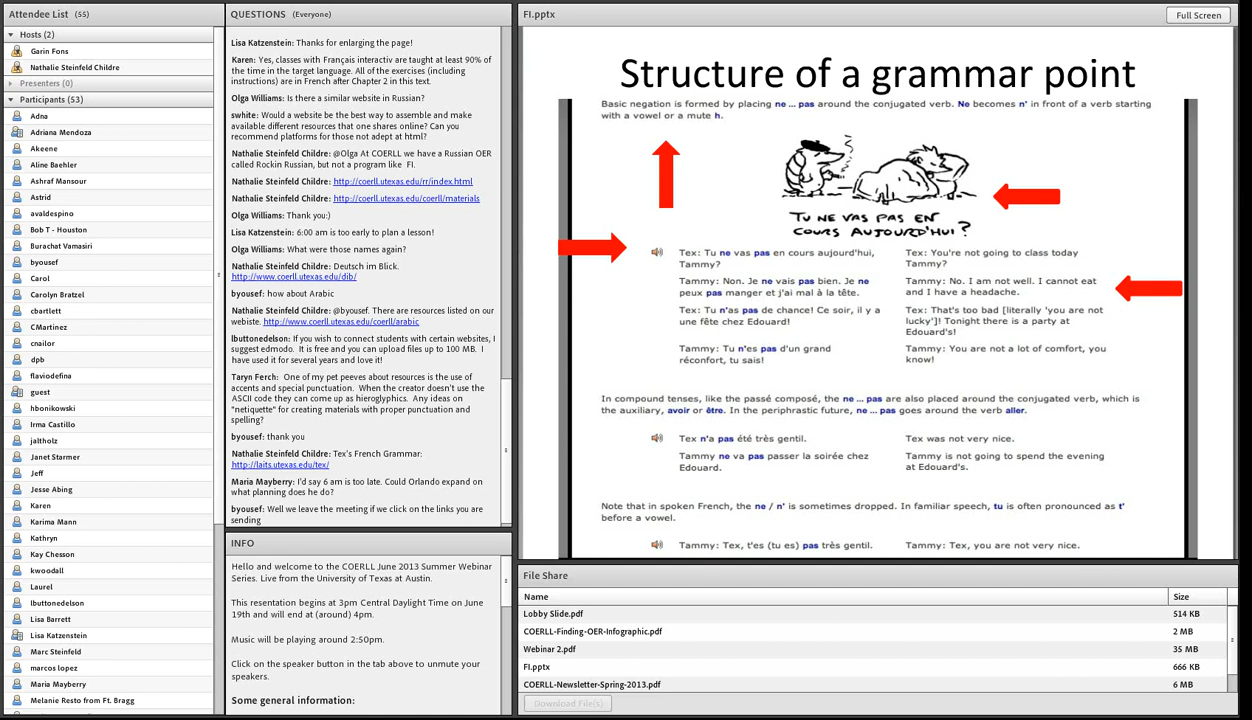 Attendee List (55)
Hosts (2)
Garin Fons
Nathalie Steinfeld Childre
Presenters (0)
Participants (53)
Adna
Adriana Mendoza
Akeene
Aline Baehler
Ashraf Mansour
Astrid
avaldespino
Bob T - Houston
Burachat Vamasiri
byousef
Carol
Carolyn Bratzel
cbartlett
CMartinez
cnailor
dpb
flaviodefina
guest
hbonikowski
Irma Castillo
jaltholz
Janet Starmer
Jeff
Jesse Abing
Karen
Karima Mann
Kathryn
Kay Chesson
kwoodall
Laurel
lbuttonedelson
Lisa Barrett
Lisa Katzenstein
Marc Steinfeld
marcos lopez
Maria Mayberry
Melanie Resto from Ft. Bragg
QUESTIONS (Everyone)
Lisa Katzenstein: Thanks for enlarging the page!
Karen: Yes, classes with Français interactiv are taught at least 90% of
the time in the target language. All of the exercises (including
instructions) are in French after Chapter 2 in this text.
Olga Williams: Is there a similar website in Russian?
swhite: Would a website be the best way to assemble and make
available different resources that one shares online? Can you
recommend platforms for those not adept at html?
Nathalie Steinfeld Childre: @Olga At COERLL we have a Russian OER
called Rockin Russian, but not a program like FI.
Nathalie Steinfeld Childre: http://coerll.utexas.edu/rr/index.html
Nathalie Steinfeld Childre: http://coerll.utexas.edu/coerll/materials
Olga Williams: Thank you:)
Lisa Katzenstein: 6:00 am is too early to plan a lesson!
Olga Williams: What were those names again?
Nathalie Steinfeld Childre: Deutsch im Blick.
http://www.coerll.utexas.edu/dib/
byousef: how about Arabic
Nathalie Steinfeld Childre: @byousef. There are resources listed on our
webiste. http://www.coerll.utexas.edu/coerll/arabic
lbuttonedelson: If you wish to connect students with certain websites, I
suggest edmodo. It is free and you can upload files up to 100 MB. I
have used it for several years and love it!
Taryn Ferch: One of my pet peeves about resources is the use of
accents and special punctuation. When the creator doesn't use the
ASCII code they can come up as hieroglyphics. Any ideas on
"netiquette" for creating materials with proper punctuation and
spelling?
byousef: thank you
Nathalie Steinfeld Childre: Tex's French Grammar:
http://laits.utexas.edu/tex/
Maria Mayberry: I'd say 6 am is too late. Could Orlando expand on
what planning does he do?
byousef: Well we leave the meeting if we click on the links you are
sending
INFO
Hello and welcome to the COERLL June 2013 Summer Webinar
Series. Live from the University of Texas at Austin.
This resentation begins at 3pm Central Daylight Time on June
19th and will end at (around) 4pm.
Music will be playing around 2:50pm.
Click on the speaker button in the tab above to unmute your
speakers.
Some general information:
FI.pptx
Full Screen
Structure of a grammar point
Basic negation is formed by placing ne ... pas around the conjugated verb. Ne becomes n' in front of a verb starting
with a vowel or a mute h.
TU NE VAS PAS EN
COURS AUJOURD'HUI ?
Tex: Tu ne vas pas en cours aujourd'hui,
Tammy?
Tex: You're not going to class today
Tammy?
Tammy: Non. Je ne vais pas bien. Je ne
peux pas manger et j'ai mal à la tête.
Tammy: No. I am not well. I cannot eat
and I have a headache.
Tex: Tu n'as pas de chance! Ce soir, il y a
une fête chez Edouard!
Tex: That's too bad [literally 'you are not
lucky']! Tonight there is a party at
Edouard's!
Tammy: Tu n'es pas d'un grand
réconfort, tu sais!
Tammy: You are not a lot of comfort, you
know!
In compound tenses, like the passé composé, the ne ... pas are also placed around the conjugated verb, which is
the auxiliary, avoir or être. In the periphrastic future, ne ... pas goes around the verb aller.
Tex n'a pas été très gentil.
Tex was not very nice.
Tammy ne va pas passer la soirée chez
Edouard.
Tammy is not going to spend the evening
at Edouard's.
Note that in spoken French, the ne / n' is sometimes dropped. In familiar speech, tu is often pronounced as t'
before a vowel.
Tammy: Tex, t'es (tu es) pas très gentil.
Tammy: Tex, you are not very nice.
File Share
Name
Size
Lobby Slide.pdf
514 KB
COERLL-Finding-OER-Infographic.pdf
2 MB
Webinar 2.pdf
35 MB
FI.pptx
666 KB
COERLL-Newsletter-Spring-2013.pdf
6 MB
Download File(s)